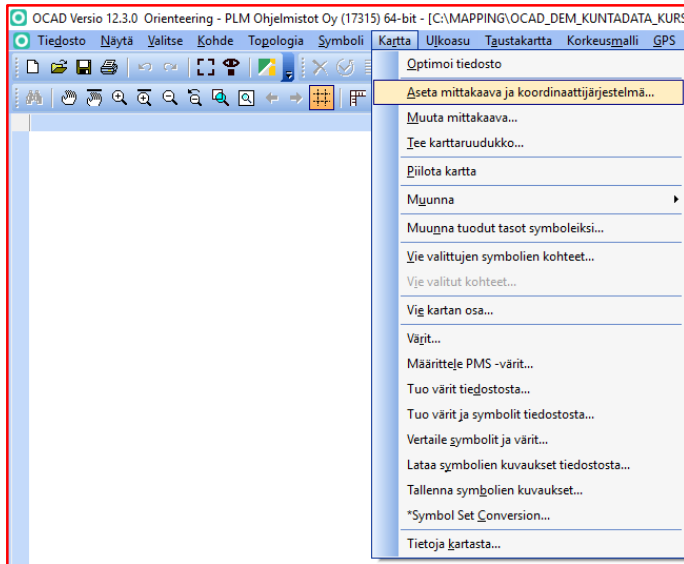 OCAD Versio 12.3.0 Orienteering - PLM Ohjelmistot Oy (17315) 64-bit - [C:\MAPPING\OCAD_DEM_KUNTADATA_KURS
Tiedosto Näytä Valitse Kohde Topologia Symboli Kartta Ulkoasu Taustakartta Korkeusmalli GPS
Optimoi tiedosto
Aseta mittakaava ja koordinaattijärjestelmä...
Muuta mittakaava...
Tee karttaruudukko...
Piilota kartta
Muunna
Muunna tuodut tasot symboleiksi...
Vie valittujen symbolien kohteet...
Vie valitut kohteet...
Vie kartan osa...
Värit...
Määrittele PMS -värit...
Tuo värit tiedostosta...
Tuo värit ja symbolit tiedostosta...
Vertaile symbolit ja värit...
Lataa symbolien kuvaukset tiedostosta...
Tallenna symbolien kuvaukset...
*Symbol Set Conversion...
Tietoja kartasta...